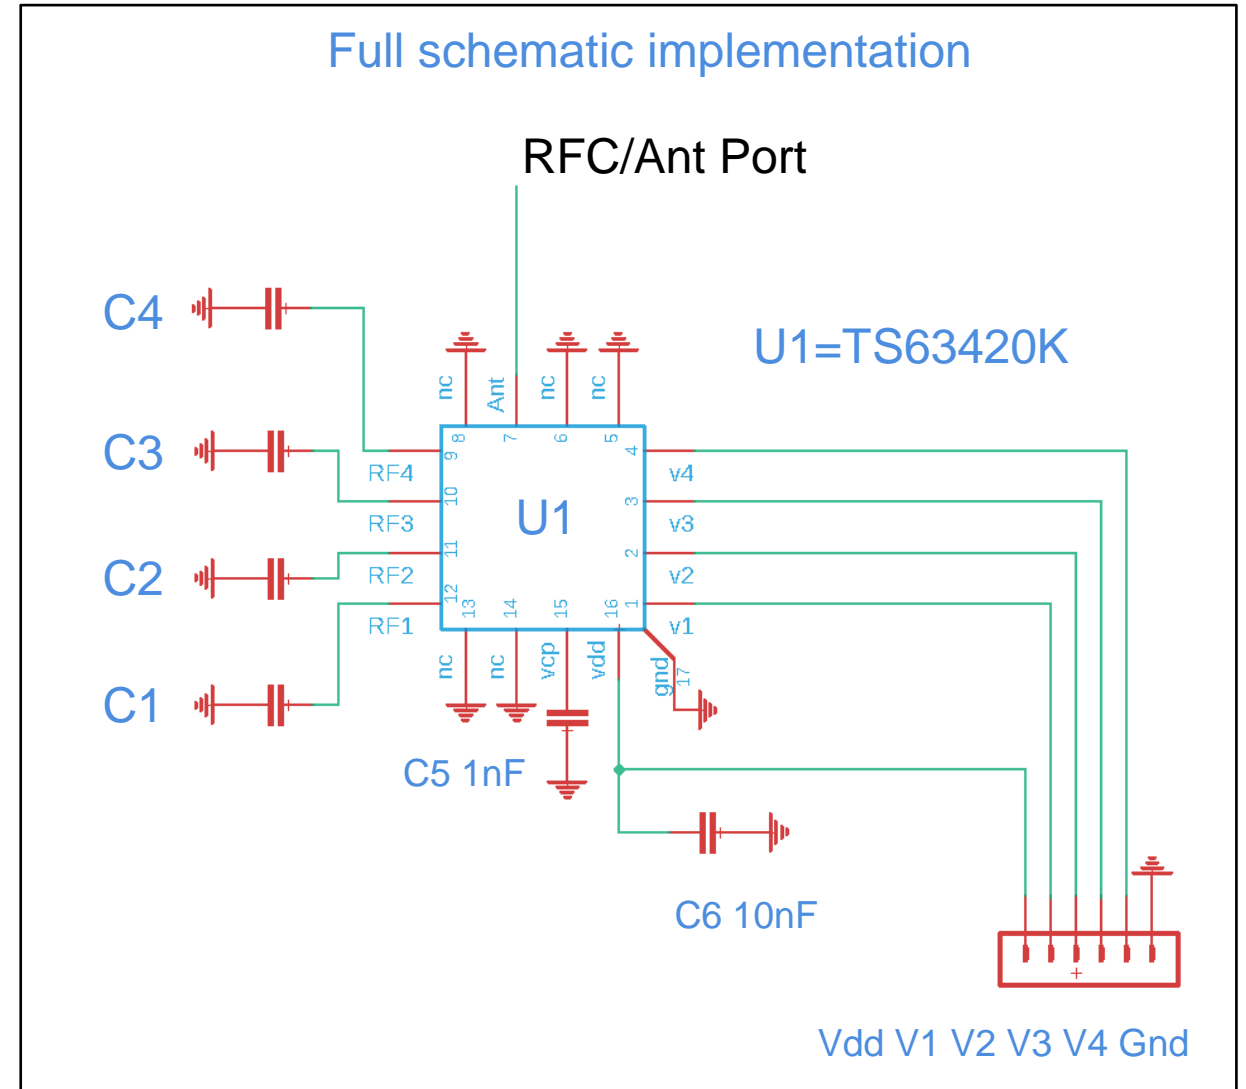 Full schematic implementation
RFC/Ant Port
C4
U1=TS63420K
nc
Ant
nc
nc
8
7
6
5
C3
9
4
RF4
v4
10
3
U1
RF3
v3
11
2
C2
RF2
v2
12
13
14
15
16
1
RF1
v1
nc
nc
vcp
vdd
gnd
17
C1
C5 1nF
C6 10nF
Vdd V1 V2 V3 V4 Gnd